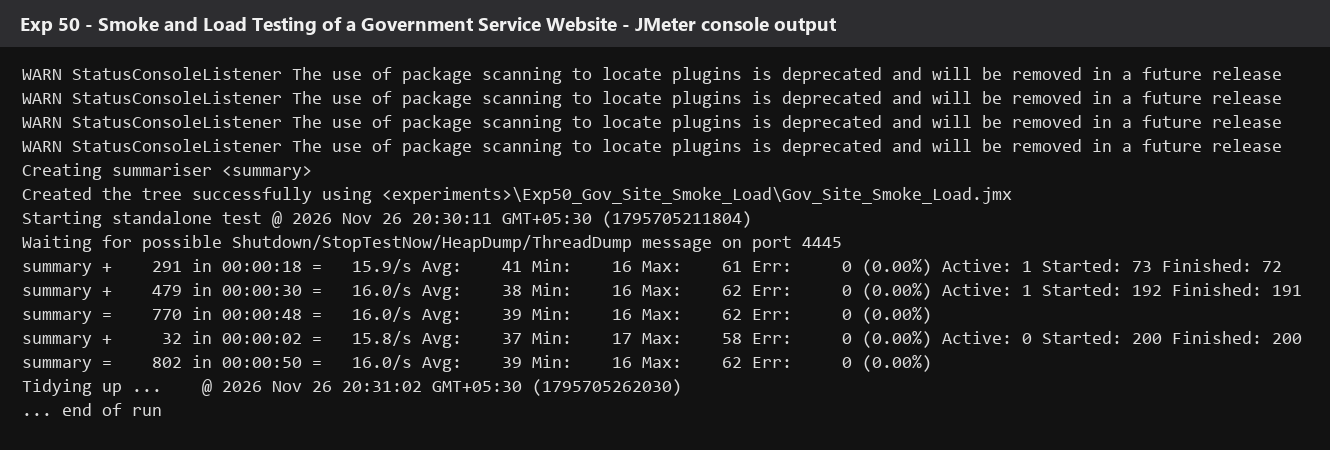 Exp 50 - Smoke and Load Testing of a Government Service Website - JMeter console output
WARN StatusConsoleListener The use of package scanning to locate plugins is deprecated and will be removed in a future release
WARN StatusConsoleListener The use of package scanning to locate plugins is deprecated and will be removed in a future release
WARN StatusConsoleListener The use of package scanning to locate plugins is deprecated and will be removed in a future release
WARN StatusConsoleListener The use of package scanning to locate plugins is deprecated and will be removed in a future release
Creating summariser <summary>
Created the tree successfully using <experiments>\Exp50_Gov_Site_Smoke_Load\Gov_Site_Smoke_Load.jmx
Starting standalone test @ 2026 Nov 26 20:30:11 GMT+05:30 (1795705211804)
Waiting for possible Shutdown/StopTestNow/HeapDump/ThreadDump message on port 4445
summary +    291 in 00:00:18 =   15.9/s Avg:    41 Min:    16 Max:    61 Err:     0 (0.00%) Active: 1 Started: 73 Finished: 72
summary +    479 in 00:00:30 =   16.0/s Avg:    38 Min:    16 Max:    62 Err:     0 (0.00%) Active: 1 Started: 192 Finished: 191
summary =    770 in 00:00:48 =   16.0/s Avg:    39 Min:    16 Max:    62 Err:     0 (0.00%)
summary +     32 in 00:00:02 =   15.8/s Avg:    37 Min:    17 Max:    58 Err:     0 (0.00%) Active: 0 Started: 200 Finished: 200
summary =    802 in 00:00:50 =   16.0/s Avg:    39 Min:    16 Max:    62 Err:     0 (0.00%)
Tidying up ...    @ 2026 Nov 26 20:31:02 GMT+05:30 (1795705262030)
... end of run